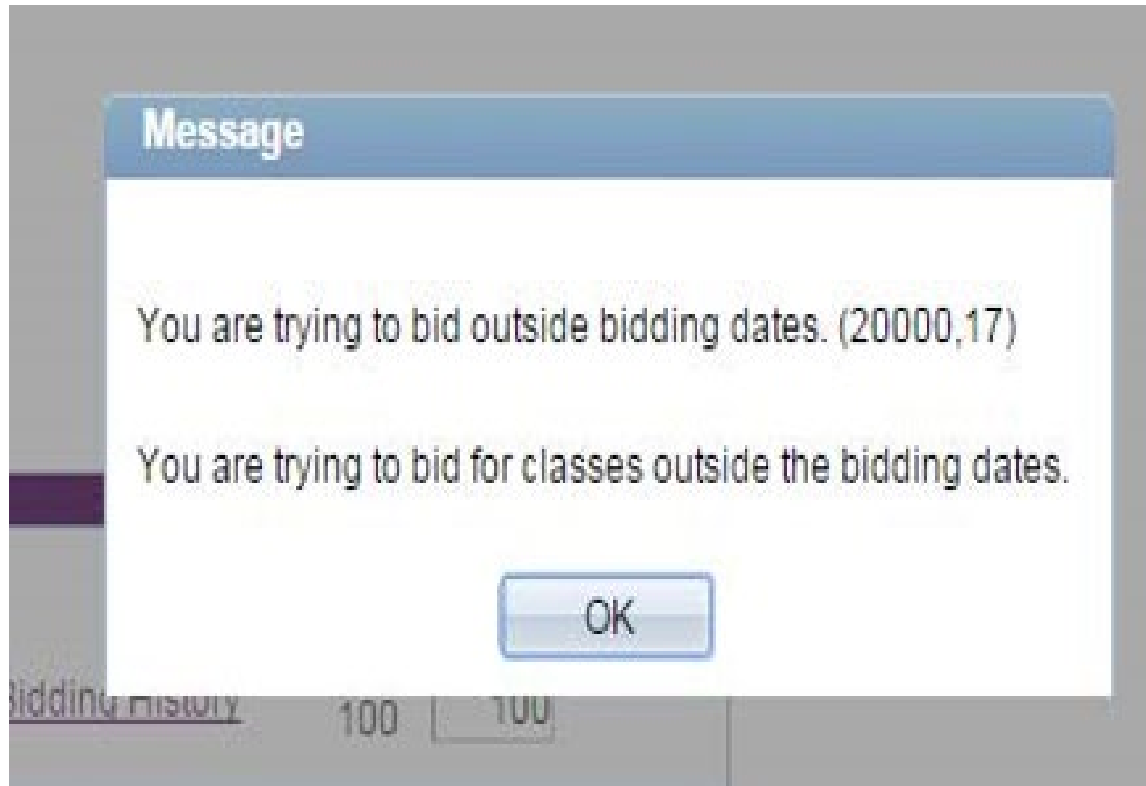 Message
You are trying to bid outside bidding dates. (20000,17)
You are trying to bid for classes outside the bidding dates.
OK
Bidding History 100 100